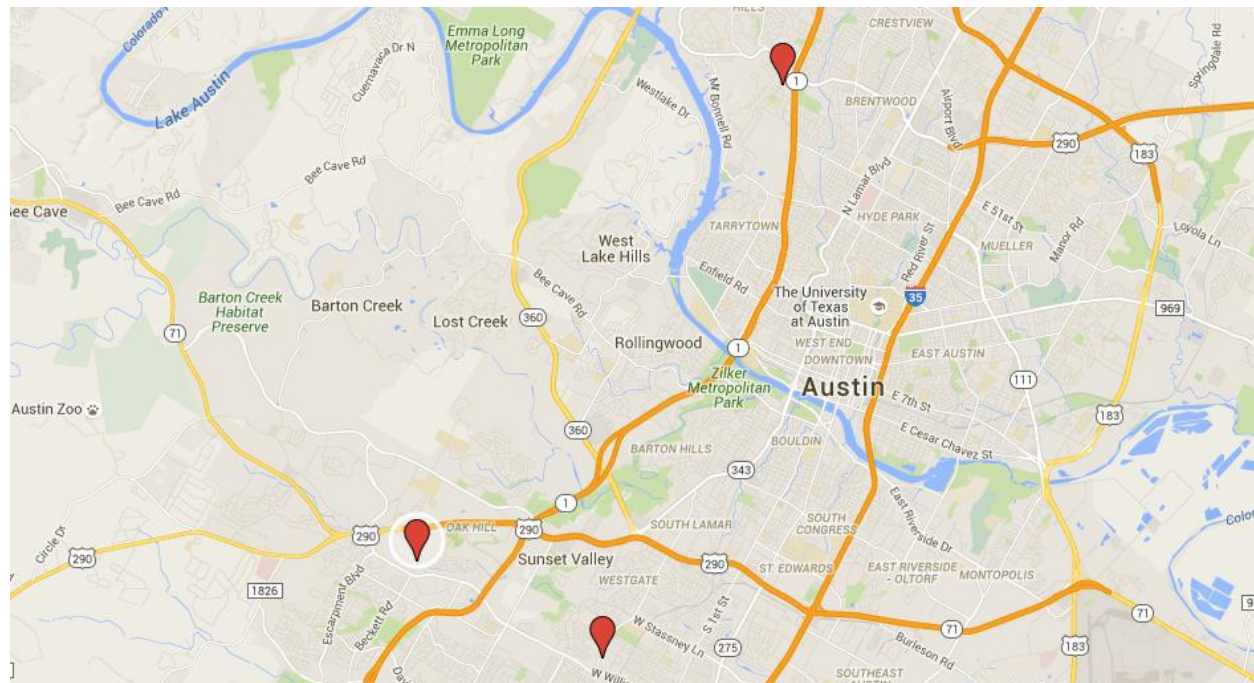 HILLS
CRESTVIEW
Springdale Rd
Colorado
Emma Long
Metropolitan
Park
Cuernavaca Dr N
Lake Austin
Westlake Dr
Mt Bonnell Rd
1
BRENTWOOD
Airport Blvd
290
183
Bee Cave Rd
Bee Cave Rd
ee Cave
N Lamar Blvd
HYDE PARK
E 51st St
TARRYTOWN
Red River St
MUELLER
Manor Rd
Loyola Ln
West
Lake Hills
Enfield Rd
Bee Cave Rd
The University
of Texas
at Austin
35
969
Barton Creek
Habitat
Preserve
Barton Creek
Lost Creek
360
71
Rollingwood
1
WEST END
DOWNTOWN
EAST AUSTIN
Zilker
Metropolitan
Park
Austin
111
E 7th St
Austin Zoo
183
360
E Cesar Chavez St
BOULDIN
BARTON HILLS
343
1
East Riverside Dr
SOUTH LAMAR
SOUTH
CONGRESS
Colo
290
OAK HILL
290
Circle Dr
290
Sunset Valley
290
ST. EDWARDS
EAST RIVERSIDE
- OLTORF
MONTOPOLIS
WESTGATE
1826
Escarpment Blvd
Beckett Rd
S 1st St
W Stassney Ln
275
71
71
183
Burleson Rd
W Willi
SOUTHEAST
AUSTIN